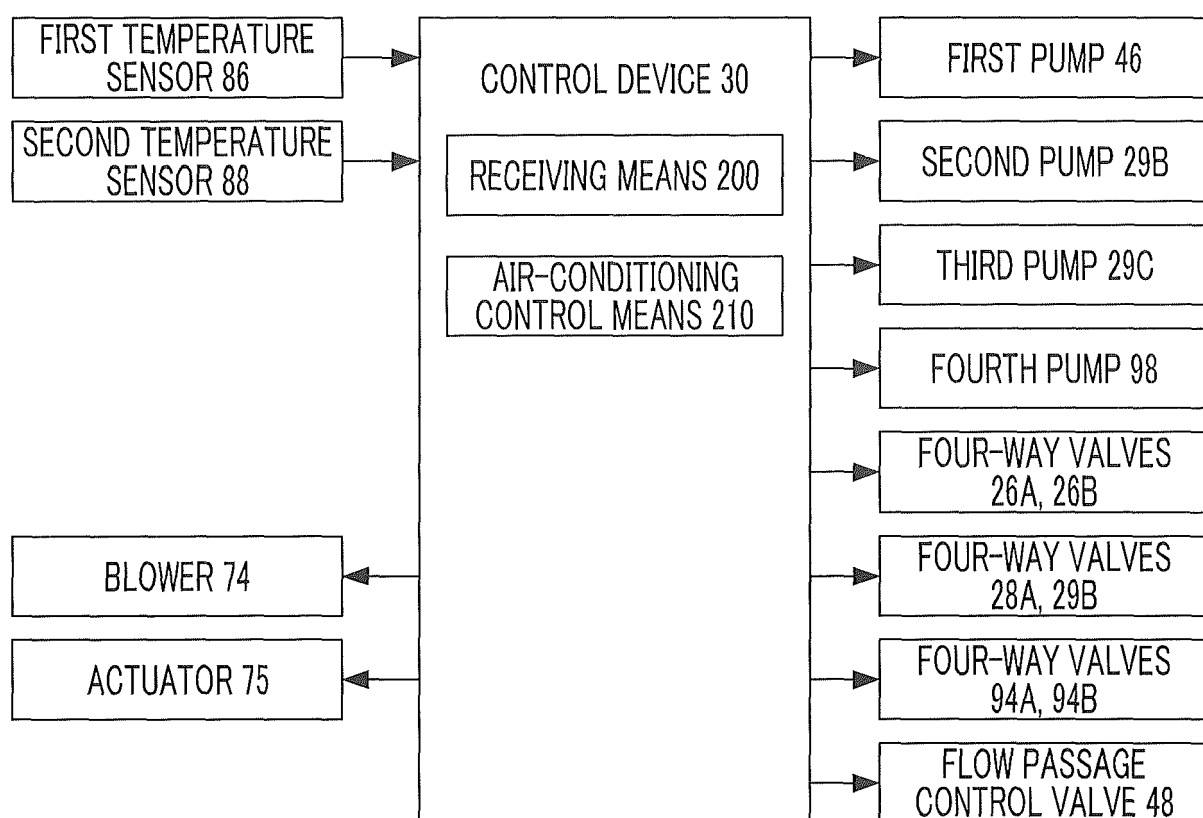 FIRST TEMPERATURE
SENSOR 86
SECOND TEMPERATURE
SENSOR 88
BLOWER 74
ACTUATOR 75
CONTROL DEVICE 30
RECEIVING MEANS 200
AIR-CONDITIONING
CONTROL MEANS 210
FIRST PUMP 46
SECOND PUMP 29B
THIRD PUMP 29C
FOURTH PUMP 98
FOUR-WAY VALVES
26A, 26B
FOUR-WAY VALVES
28A, 29B
FOUR-WAY VALVES
94A, 94B
FLOW PASSAGE
CONTROL VALVE 48